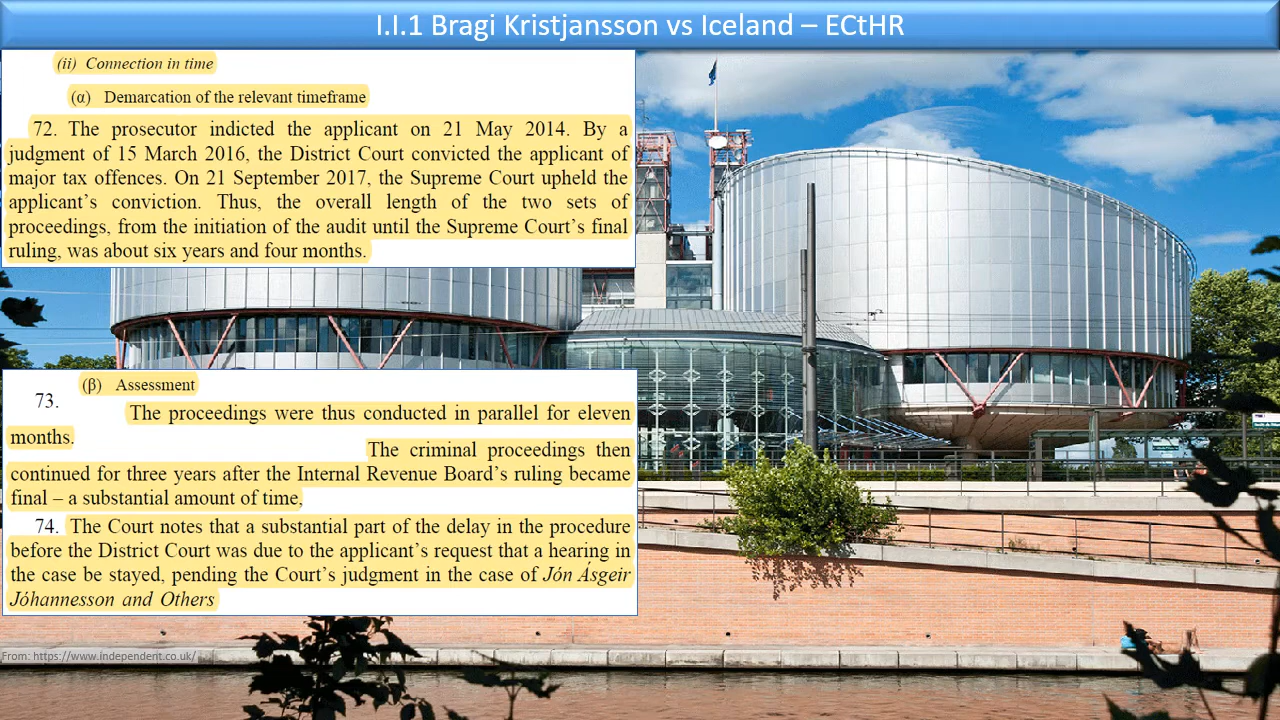 I.I.1 Bragi Kristjansson vs Iceland – ECtHR
(ii) Connection in time
(α) Demarcation of the relevant timeframe
72. The prosecutor indicted the applicant on 21 May 2014. By a
judgment of 15 March 2016, the District Court convicted the applicant of
major tax offences. On 21 September 2017, the Supreme Court upheld the
applicant’s conviction. Thus, the overall length of the two sets of
proceedings, from the initiation of the audit until the Supreme Court’s final
ruling, was about six years and four months.
(β) Assessment
73.
The proceedings were thus conducted in parallel for eleven
months.
The criminal proceedings then
continued for three years after the Internal Revenue Board’s ruling became
final – a substantial amount of time,
74. The Court notes that a substantial part of the delay in the procedure
before the District Court was due to the applicant’s request that a hearing in
the case be stayed, pending the Court’s judgment in the case of Jón Ásgeir
Jóhannesson and Others
From: https://www.independent.co.uk/